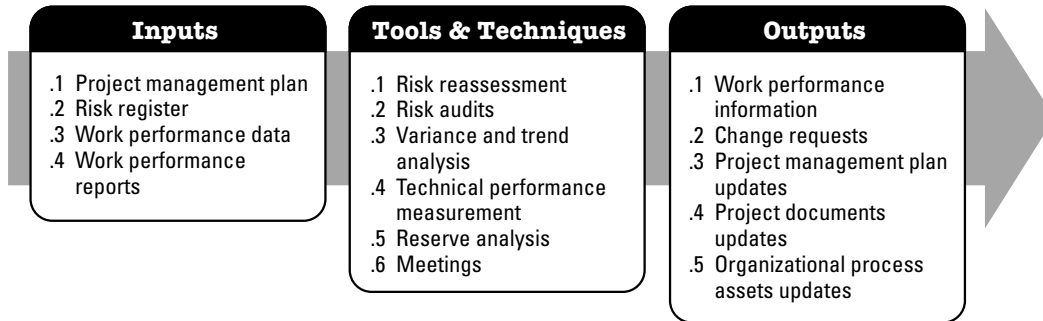 Inputs
.1 Project management plan
.2 Risk register
.3 Work performance data
.4 Work performance
reports
Tools & Techniques
.1 Risk reassessment
.2 Risk audits
.3 Variance and trend
analysis
.4 Technical performance
measurement
.5 Reserve analysis
.6 Meetings
Outputs
.1 Work performance
information
.2 Change requests
.3 Project management plan
updates
.4 Project documents
updates
.5 Organizational process
assets updates